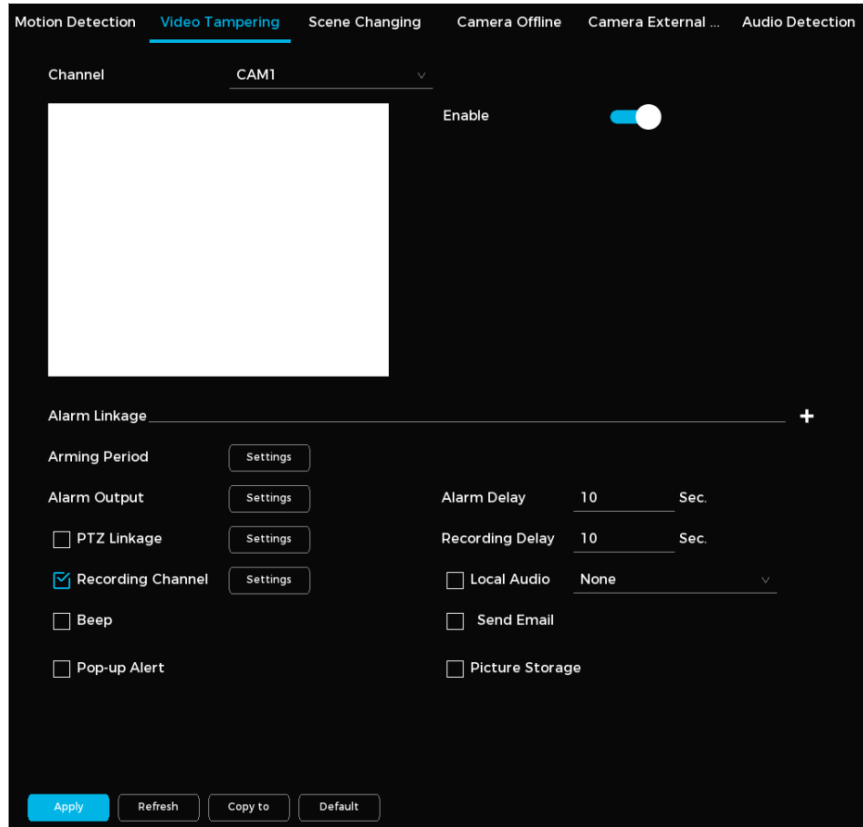 Motion Detection Video Tampering Scene Changing Camera Offline Camera External ... Audio Detection
Channel CAM1
Enable
Alarm Linkage
Arming Period Settings
Alarm Output Settings Alarm Delay 10 Sec.
PTZ Linkage Settings Recording Delay 10 Sec.
Recording Channel Settings Local Audio None
Beep Send Email
Pop-up Alert Picture Storage
Apply Refresh Copy to Default